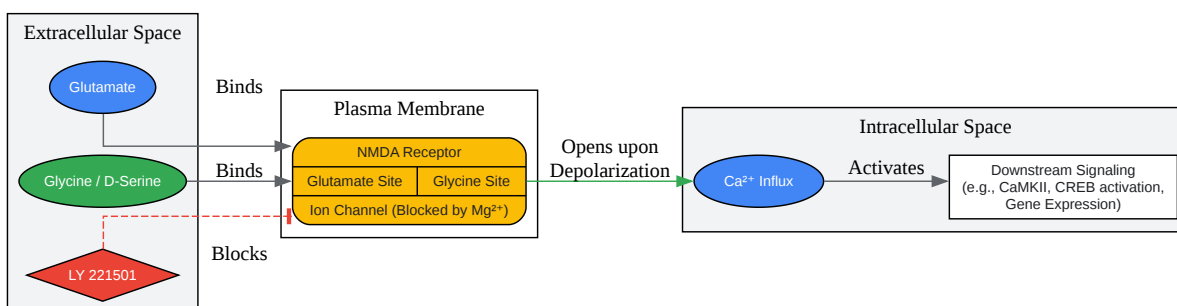 Extracellular Space
Glutamate
Binds
Glycine / D-Serine
Binds
LY 221501
Blocks
Plasma Membrane
NMDA Receptor
Glutamate Site
Glycine Site
Ion Channel (Blocked by Mg²⁺)
Opens upon
Depolarization
Intracellular Space
Ca²⁺ Influx
Activates
Downstream Signaling
(e.g., CaMKII, CREB activation,
Gene Expression)